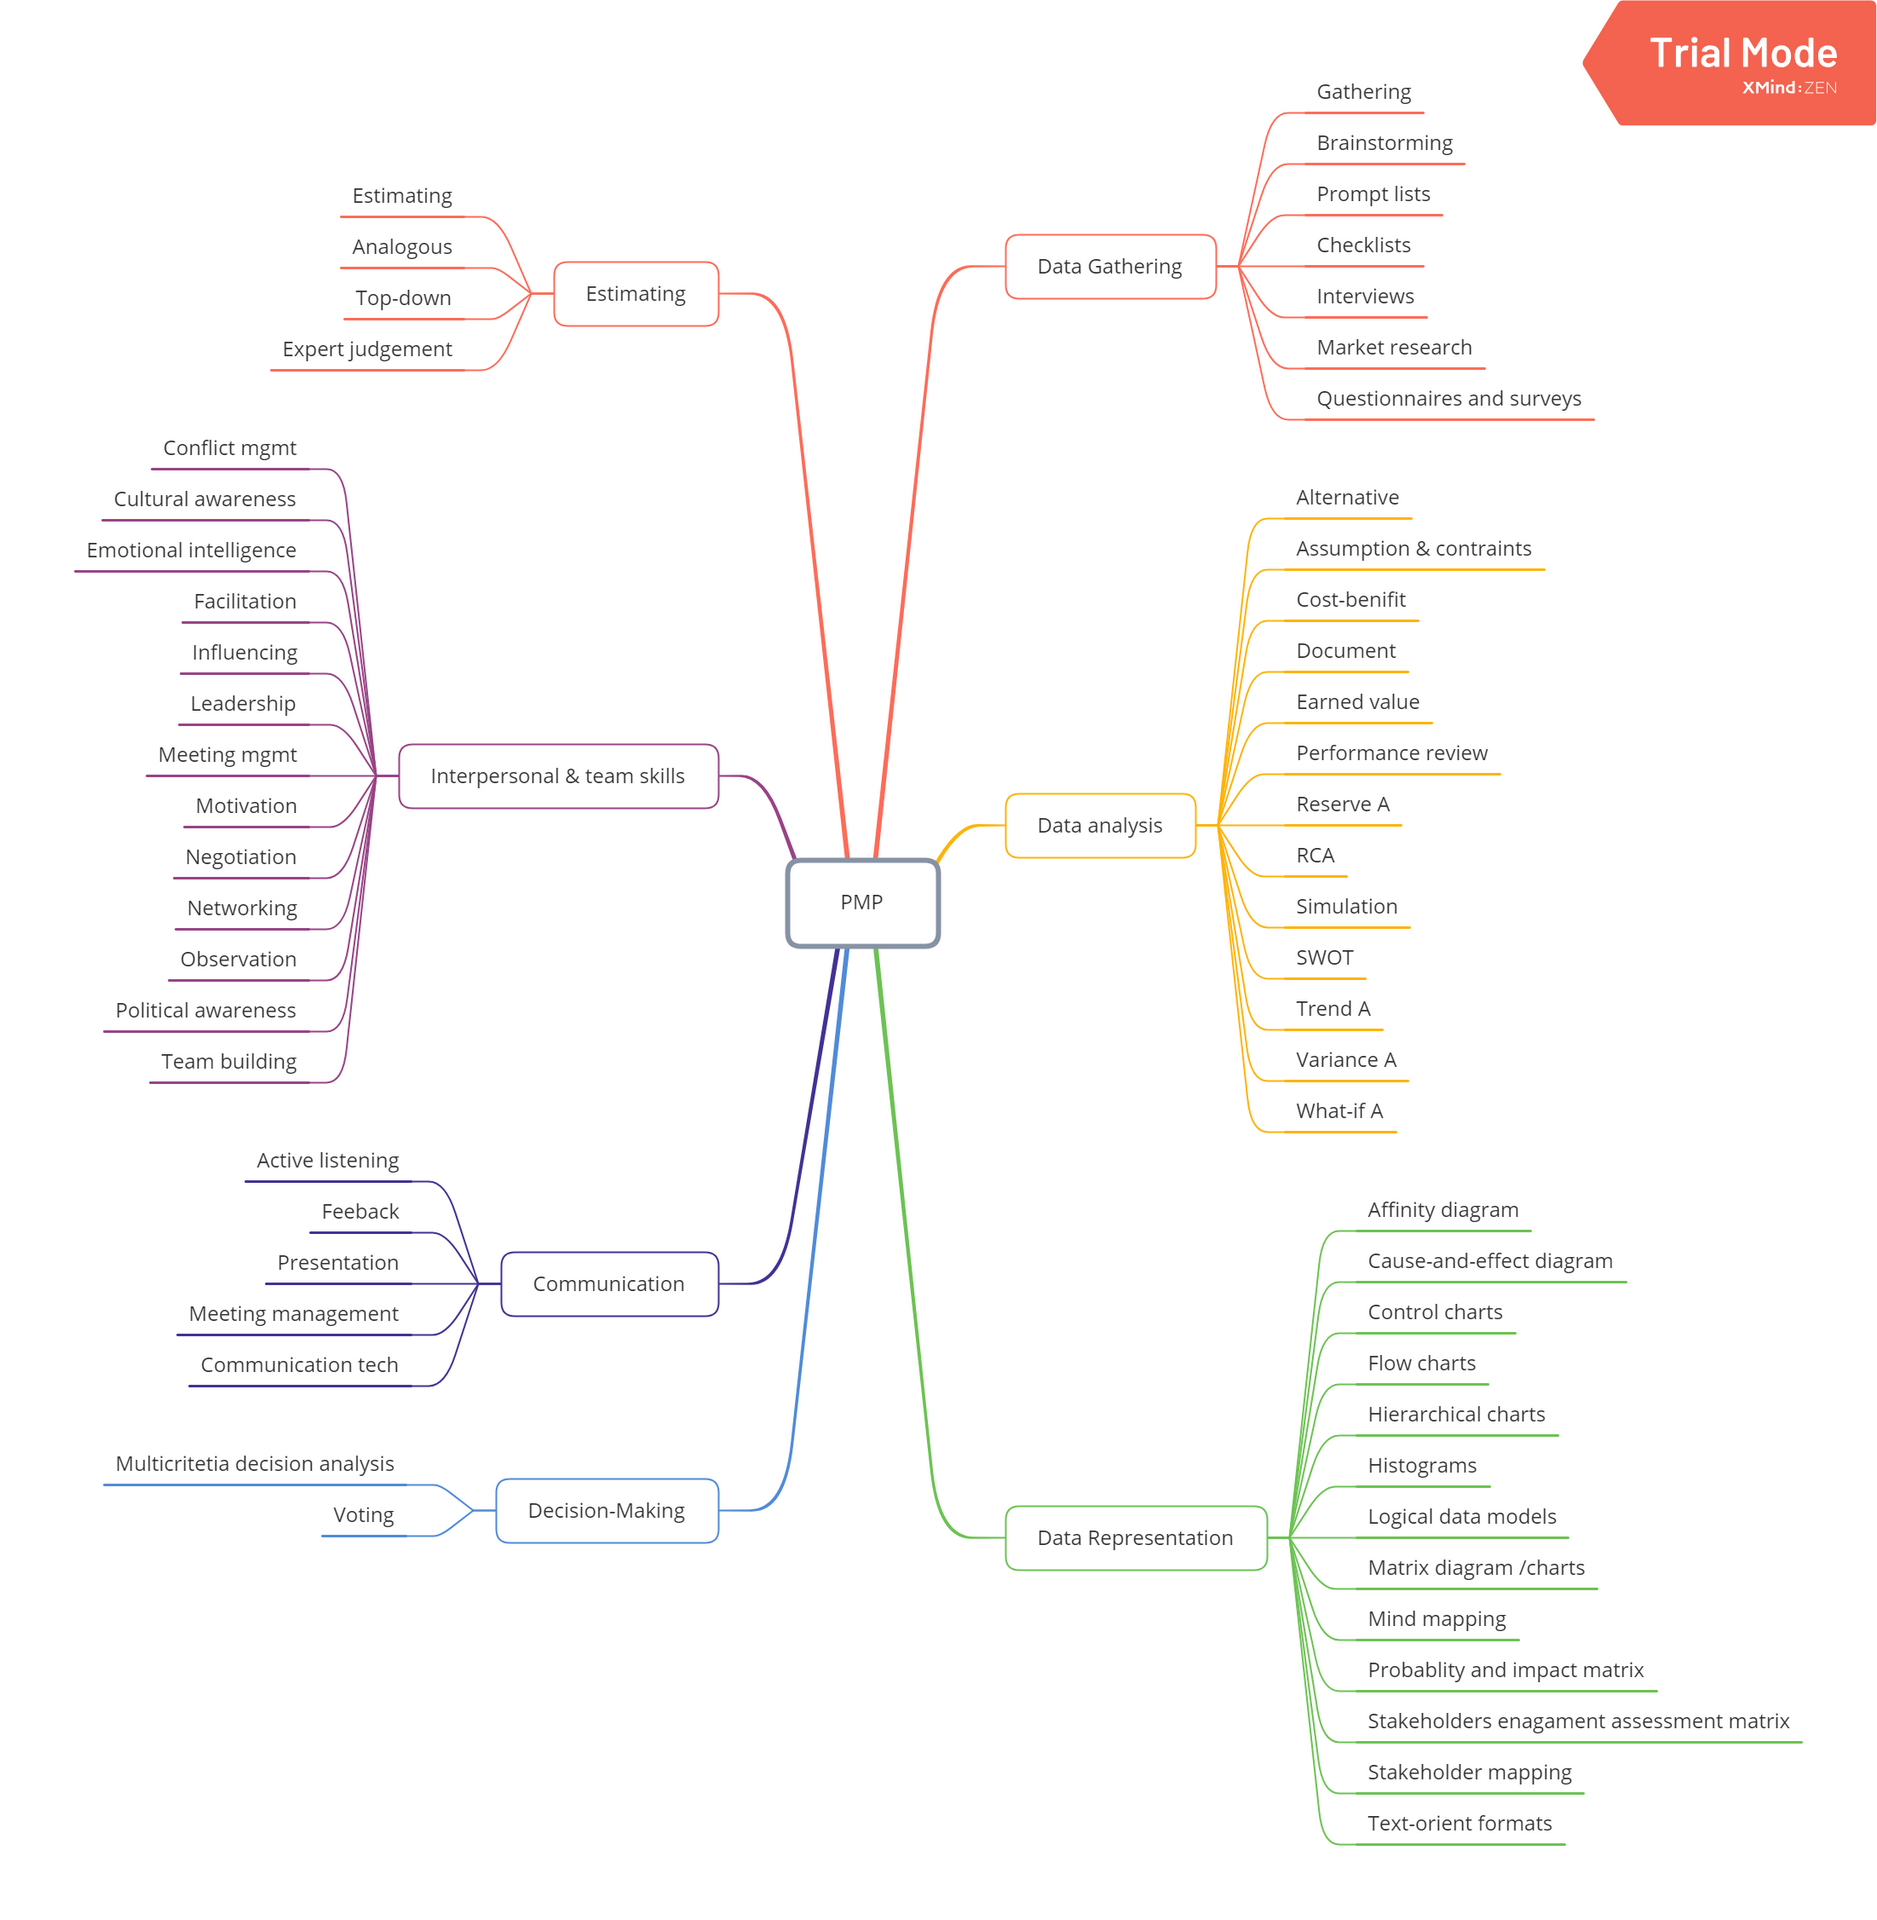 Trial Mode
XMind:ZEN
Gathering
Brainstorming
Prompt lists
Checklists
Interviews
Market research
Questionnaires and surveys
Data Gathering
Estimating
Analogous
Top-down
Expert judgement
Estimating
Conflict mgmt
Cultural awareness
Emotional intelligence
Facilitation
Influencing
Leadership
Meeting mgmt
Motivation
Negotiation
Networking
Observation
Political awareness
Team building
Interpersonal & team skills
Alternative
Assumption & contraints
Cost-benifit
Document
Earned value
Performance review
Reserve A
RCA
Simulation
SWOT
Trend A
Variance A
What-if A
Data analysis
PMP
Active listening
Feeback
Presentation
Meeting management
Communication tech
Communication
Multicritetia decision analysis
Voting
Decision-Making
Affinity diagram
Cause-and-effect diagram
Control charts
Flow charts
Hierarchical charts
Histograms
Logical data models
Matrix diagram /charts
Mind mapping
Probablity and impact matrix
Stakeholders enagament assessment matrix
Stakeholder mapping
Text-orient formats
Data Representation